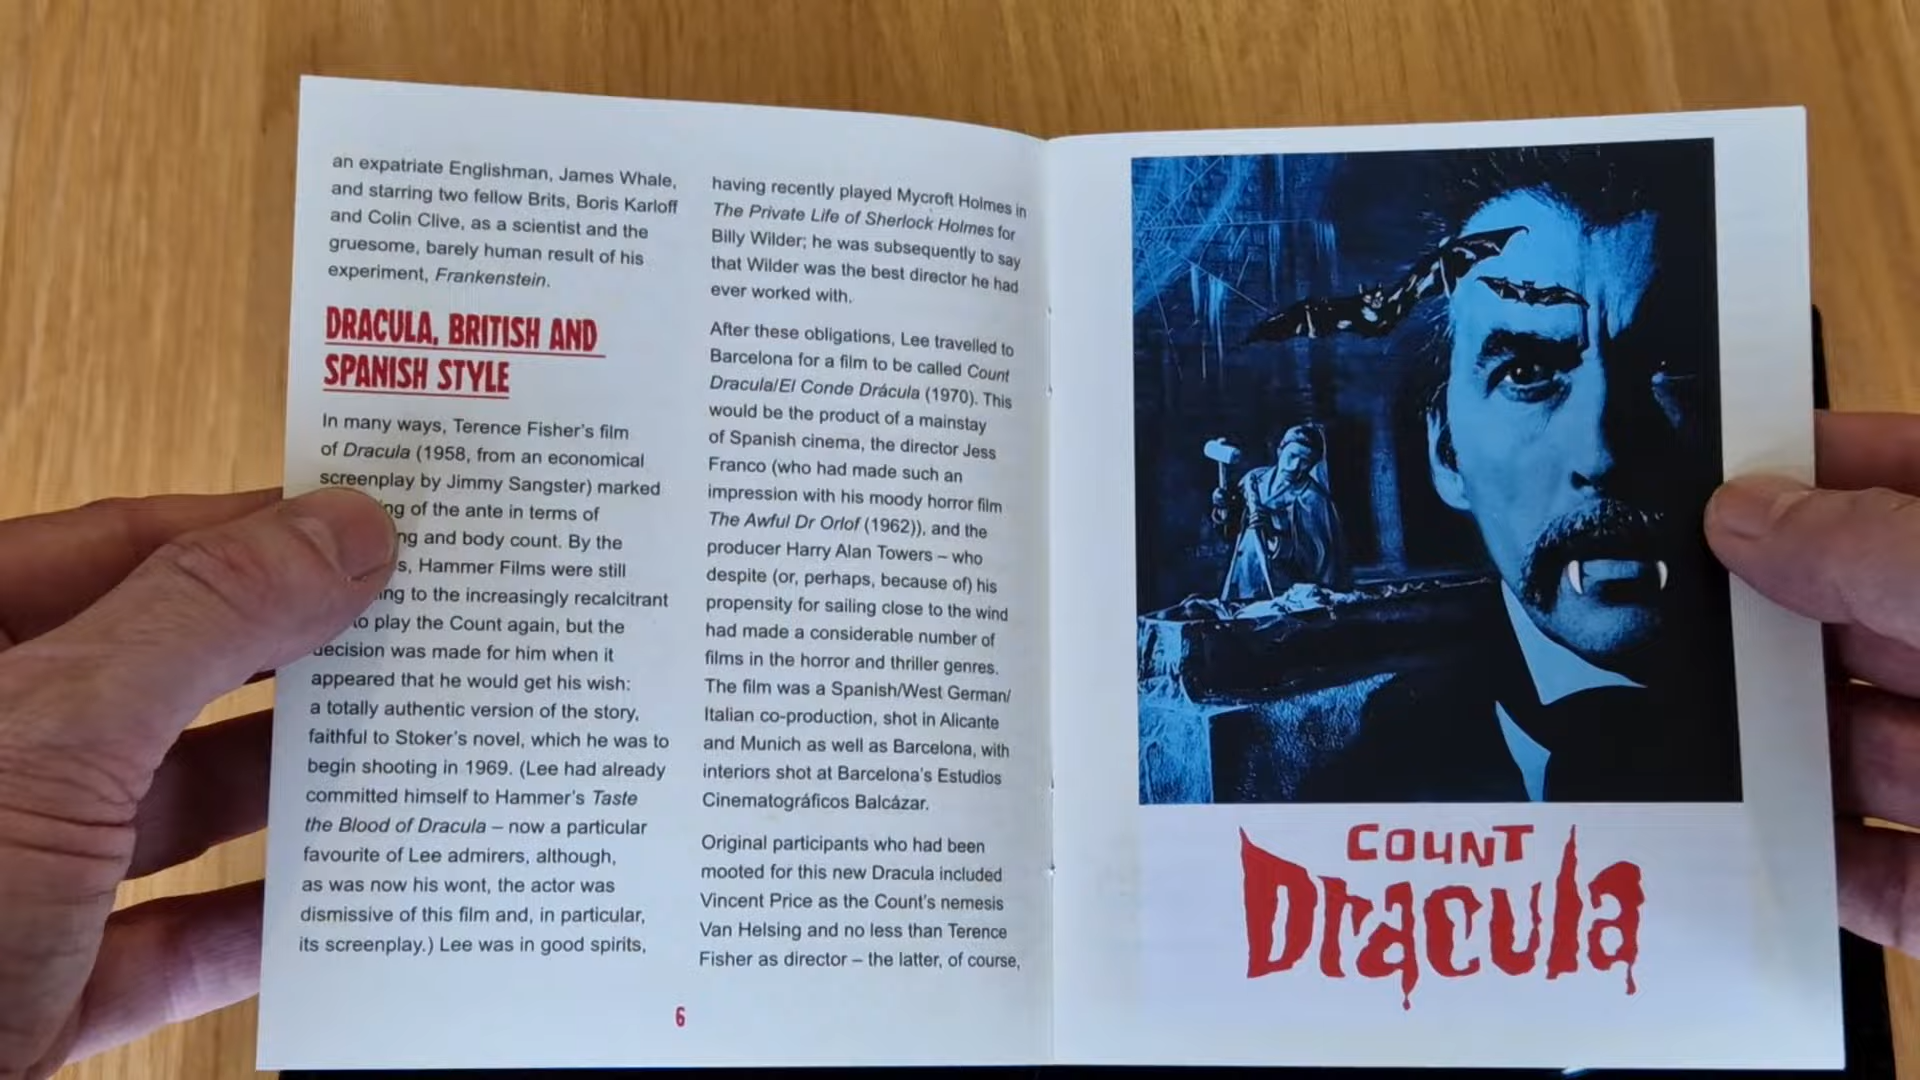 an expatriate Englishman, James Whale,
and starring two fellow Brits, Boris Karloff
and Colin Clive, as a scientist and the
gruesome, barely human result of his
experiment, Frankenstein.
DRACULA, BRITISH AND
SPANISH STYLE
In many ways, Terence Fisher's film
of Dracula (1958, from an economical
screenplay by Jimmy Sangster) marked
of the ante in terms of
and body count. By the
Hammer Films were still
to the increasingly recalcitrant
to play the Count again, but the
decision was made for him when it
appeared that he would get his wish:
a totally authentic version of the story,
faithful to Stoker's novel, which he was to
begin shooting in 1969. (Lee had already
committed himself to Hammer's Taste
the Blood of Dracula – now a particular
favourite of Lee admirers, although,
as was now his wont, the actor was
dismissive of this film and, in particular,
its screenplay.) Lee was in good spirits,
having recently played Mycroft Holmes in
The Private Life of Sherlock Holmes for
Billy Wilder; he was subsequently to say
that Wilder was the best director he had
ever worked with.
After these obligations, Lee travelled to
Barcelona for a film to be called Count
Dracula/El Conde Drácula (1970). This
would be the product of a mainstay
of Spanish cinema, the director Jess
Franco (who had made such an
impression with his moody horror film
The Awful Dr Orlof (1962)), and the
producer Harry Alan Towers – who
despite (or, perhaps, because of) his
propensity for sailing close to the wind
had made a considerable number of
films in the horror and thriller genres.
The film was a Spanish/West German/
Italian co-production, shot in Alicante
and Munich as well as Barcelona, with
interiors shot at Barcelona's Estudios
Cinematográficos Balcázar.
Original participants who had been
mooted for this new Dracula included
Vincent Price as the Count's nemesis
Van Helsing and no less than Terence
Fisher as director – the latter, of course,
6
COUNT
Dracula